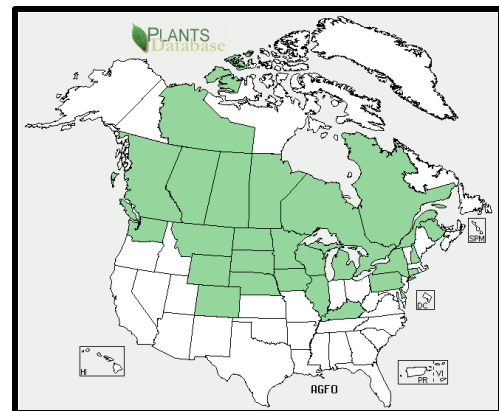 PLANTS
Database
SPM
DC
HI
PR
VI
AGFO